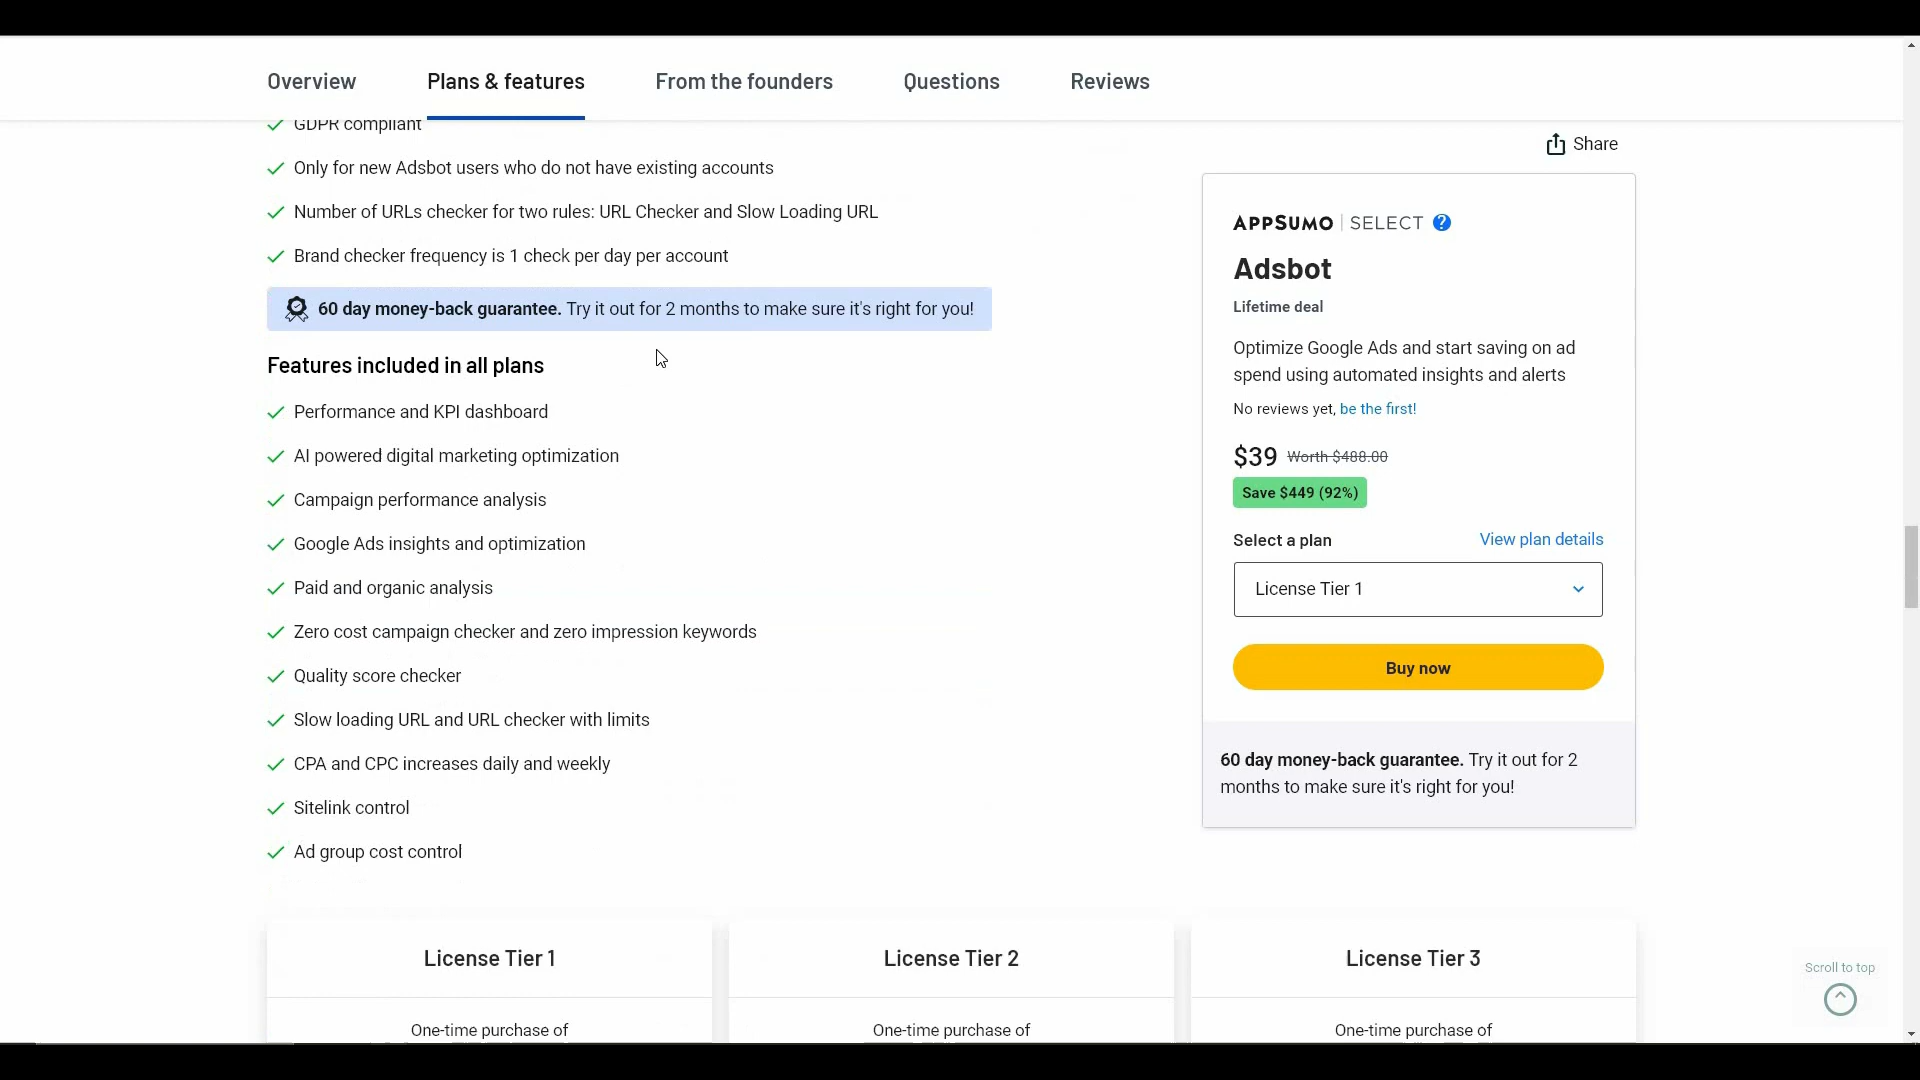 Overview
Plans & features
From the founders
Questions
Reviews
GDPR compliant
Only for new Adsbot users who do not have existing accounts
Number of URLs checker for two rules: URL Checker and Slow Loading URL
Brand checker frequency is 1 check per day per account
60 day money-back guarantee. Try it out for 2 months to make sure it's right for you!
Features included in all plans
Performance and KPI dashboard
AI powered digital marketing optimization
Campaign performance analysis
Google Ads insights and optimization
Paid and organic analysis
Zero cost campaign checker and zero impression keywords
Quality score checker
Slow loading URL and URL checker with limits
CPA and CPC increases daily and weekly
Sitelink control
Ad group cost control
Share
APPSUMO | SELECT ?
Adsbot
Lifetime deal
Optimize Google Ads and start saving on ad
spend using automated insights and alerts
No reviews yet, be the first!
$39 Worth $488.00
Save $449 (92%)
Select a plan
View plan details
License Tier 1
Buy now
60 day money-back guarantee. Try it out for 2
months to make sure it's right for you!
License Tier 1
License Tier 2
License Tier 3
One-time purchase of
One-time purchase of
One-time purchase of
Scroll to top